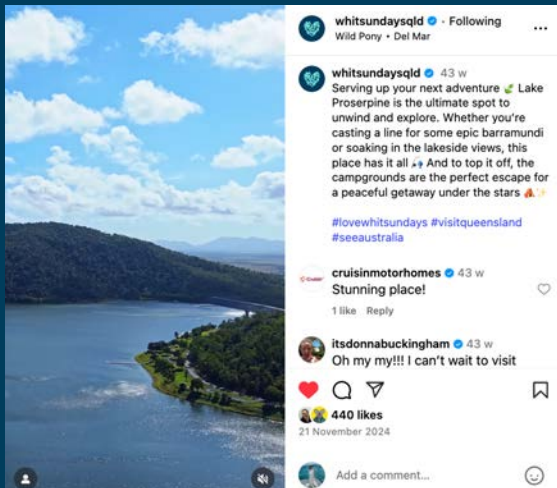 whitsundaysqld • Following
Wild Pony • Del Mar
whitsundaysqld 43 w
Serving up your next adventure 🌿 Lake
Proserpine is the ultimate spot to
unwind and explore. Whether you're
casting a line for some epic barramundi
or soaking in the lakeside views, this
place has it all 🎣 And to top it off, the
campgrounds are the perfect escape for
a peaceful getaway under the stars ⛺✨
#lovewhitsundays #visitqueensland
#seeaustralia
cruisinmotorhomes 43 w
Stunning place!
1 like Reply
itsdonnabuckingham 43 w
Oh my my!!! I can't wait to visit
440 likes
21 November 2024
Add a comment...